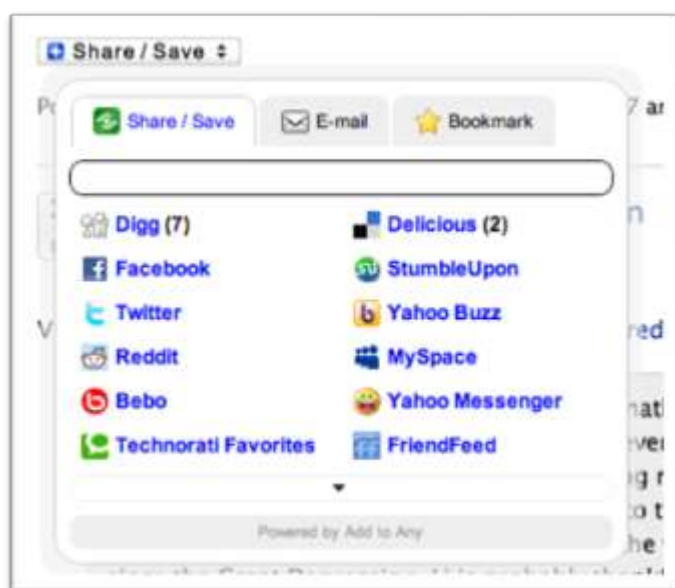 Share / Save
Share / Save E-mail Bookmark
Digg (7) Delicious (2)
Facebook StumbleUpon
Twitter Yahoo Buzz
Reddit MySpace
Bebo Yahoo Messenger
Technorati Favorites FriendFeed
Powered by Add to Any